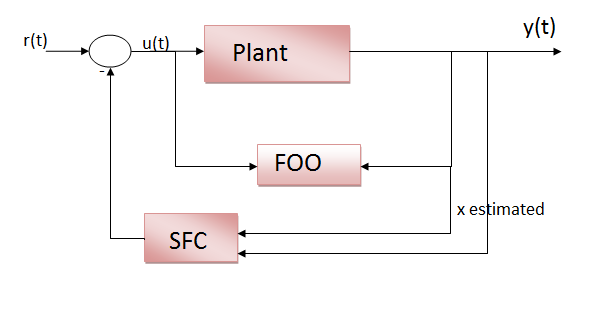 y(t)
r(t)
u(t)
Plant
-
FOO
x estimated
SFC